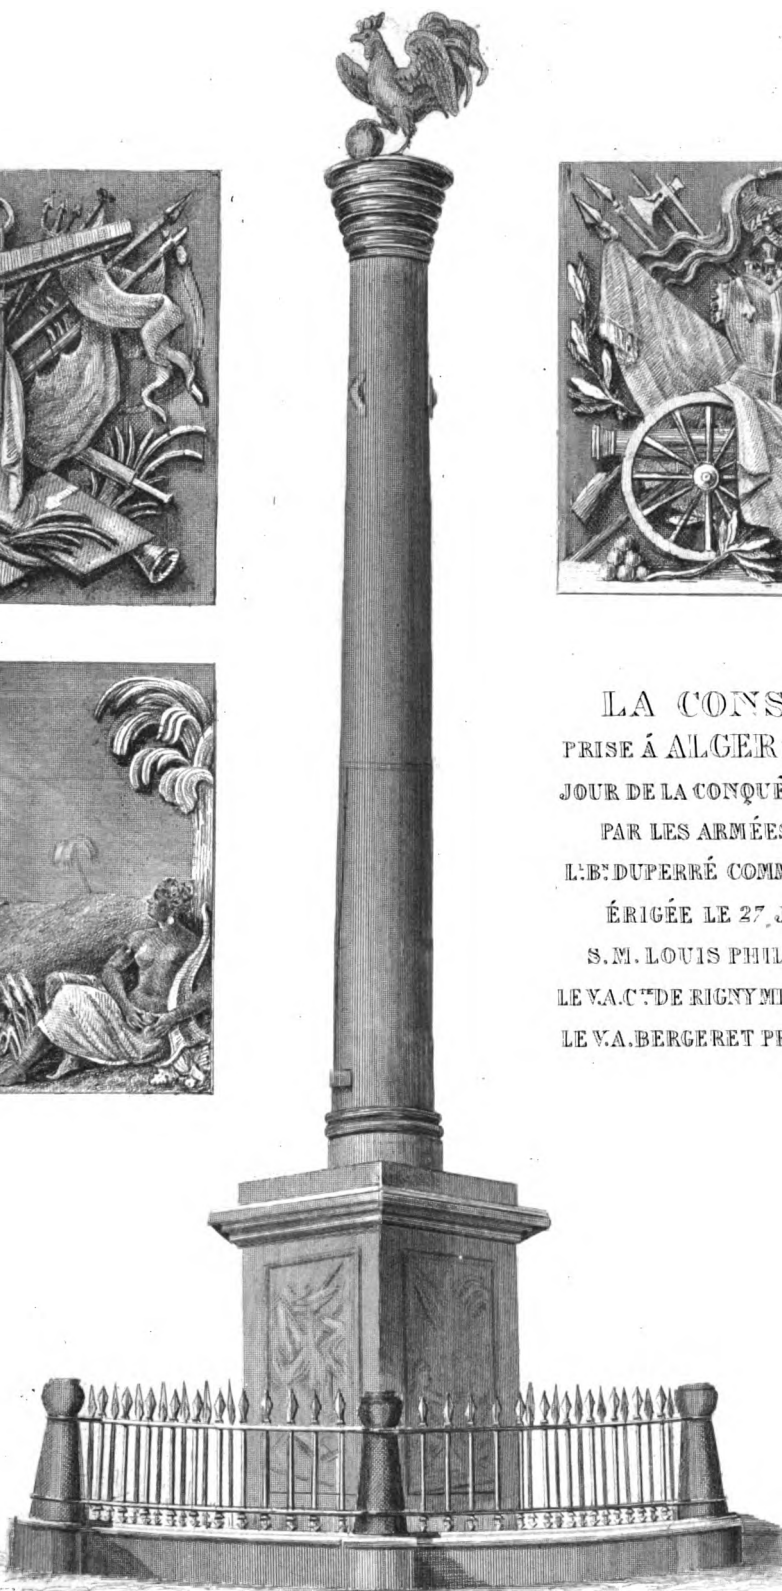 LA CONS
PRISE Á ALGER
JOUR DE LA CONQUÊ
PAR LES ARMÉES
L'. B.ᴺ DUPERRÉ COMM
ÉRIGÉE LE 27, J
S. M. LOUIS PHIL
LE V. A. C.ᵀᴱ DE RIGNY MI
LE V. A. BERGERET PR